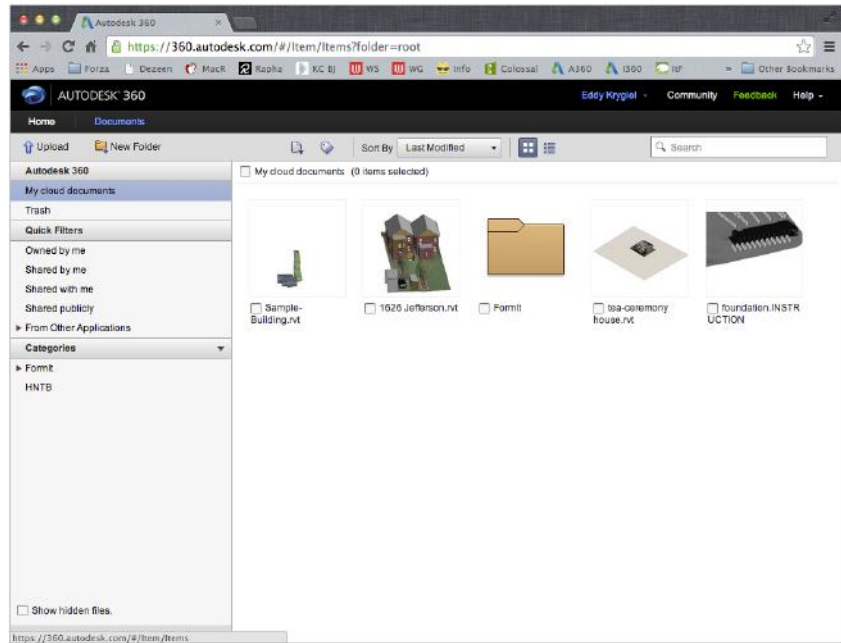 Autodesk 360
https://360.autodesk.com/#/Item/Items?folder=root
Apps Forza Dezeen MacR Rapha KC BJ WS WG Info Colossal A360 I360 Other Bookmarks
AUTODESK 360 Eddy Krygiel Community Feedback Help
Home Documents
Upload New Folder Sort By Last Modified Search
Autodesk 360
My cloud documents (0 items selected)
My cloud documents
Trash
Quick Filters
Owned by me
Shared by me
Shared with me
Shared publicly
From Other Applications
Categories
FormIt
HNTB
Sample-
Building.rvt
1626 Jefferson.rvt
FormIt
tea-ceremony
house.rvt
foundation.INSTR
UCTION
Show hidden files.
https://360.autodesk.com/#/Item/Items